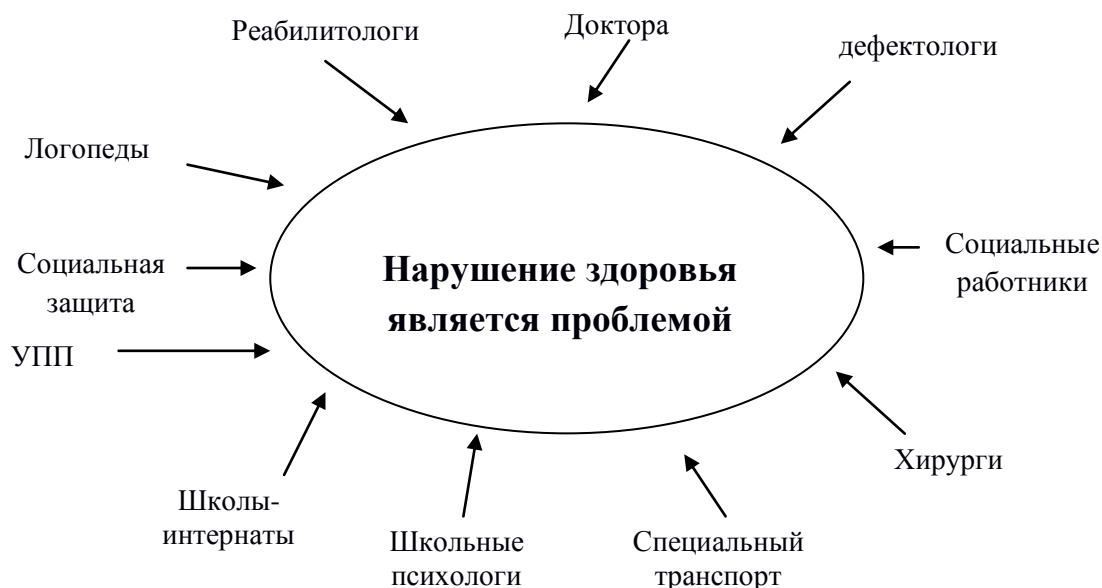 Реабилитологи
Доктора
дефектологи
Логопеды
Социальная
защита
Нарушение здоровья
является проблемой
Социальные
работники
УПП
Хирурги
Школы-
интернаты
Школьные
психологи
Специальный
транспорт